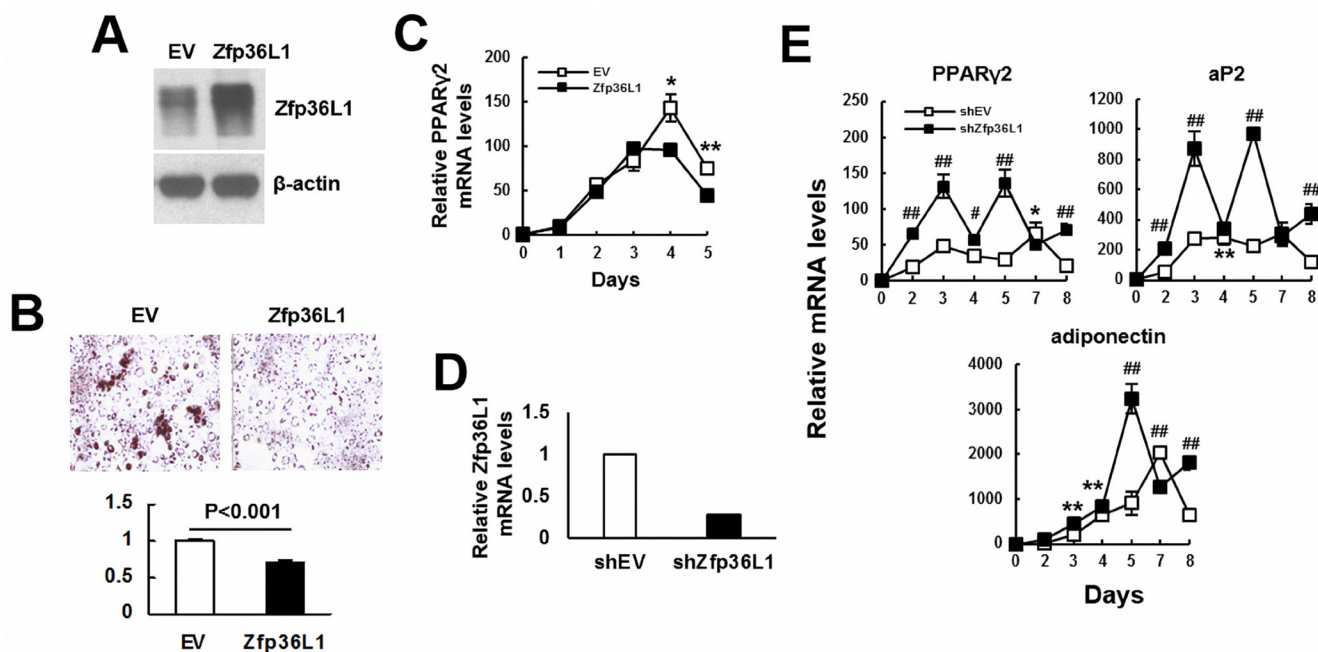 A
EV Zfp36L1
Zfp36L1
β-actin
B
EV Zfp36L1
1.5
P<0.001
1
0.5
0
EV Zfp36L1
C
Relative PPARγ2
mRNA levels
200
150
100
50
0
EV
Zfp36L1
*
**
0 1 2 3 4 5
Days
D
Relative Zfp36L1
mRNA levels
1.5
1
0.5
0
shEV shZfp36L1
E
Relative mRNA levels
PPARγ2
250
200
150
100
50
0
shEV
shZfp36L1
## ## # ## * ##
0 2 3 4 5 7 8
aP2
1200
1000
800
600
400
200
0
## ## ** ## ##
0 2 3 4 5 7 8
adiponectin
4000
3000
2000
1000
0
** ** ## ## ##
0 2 3 4 5 7 8
Days